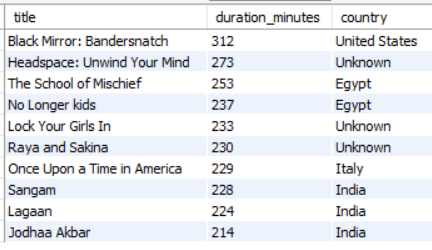 title duration_minutes country
Black Mirror: Bandersnatch 312 United States
Headspace: Unwind Your Mind 273 Unknown
The School of Mischief 253 Egypt
No Longer kids 237 Egypt
Lock Your Girls In 233 Unknown
Raya and Sakina 230 Unknown
Once Upon a Time in America 229 Italy
Sangam 228 India
Lagaan 224 India
Jodhaa Akbar 214 India